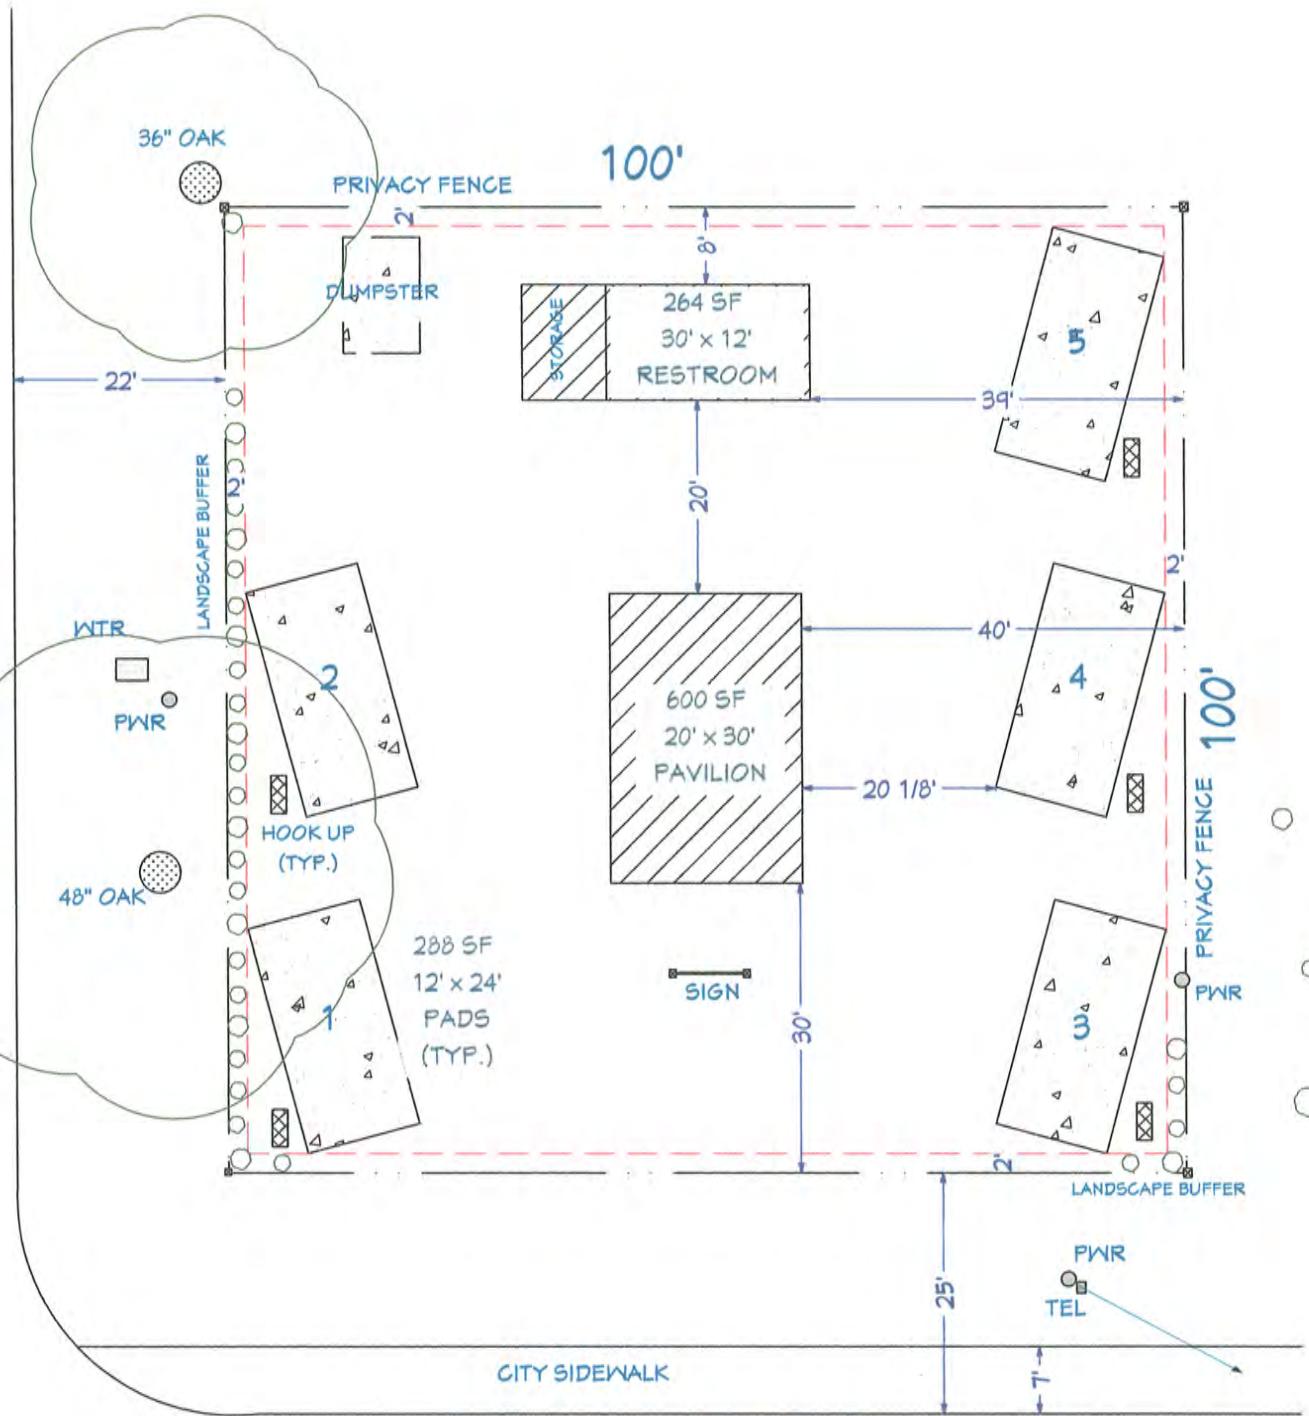 36" OAK
100'
PRIVACY FENCE
2'
8'
DUMPSTER
STORAGE
264 SF
30' x 12'
RESTROOM
5
22'
39'
LANDSCAPE BUFFER
2'
20'
2'
WTR
PWR
2
40'
4
100'
600 SF
20' x 30'
PAVILION
20 1/8'
HOOK UP
(TYP.)
PRIVACY FENCE
48" OAK
288 SF
12' x 24'
PADS
(TYP.)
1
SIGN
30'
3
PWR
2'
LANDSCAPE BUFFER
PWR
TEL
25'
CITY SIDEWALK
7'